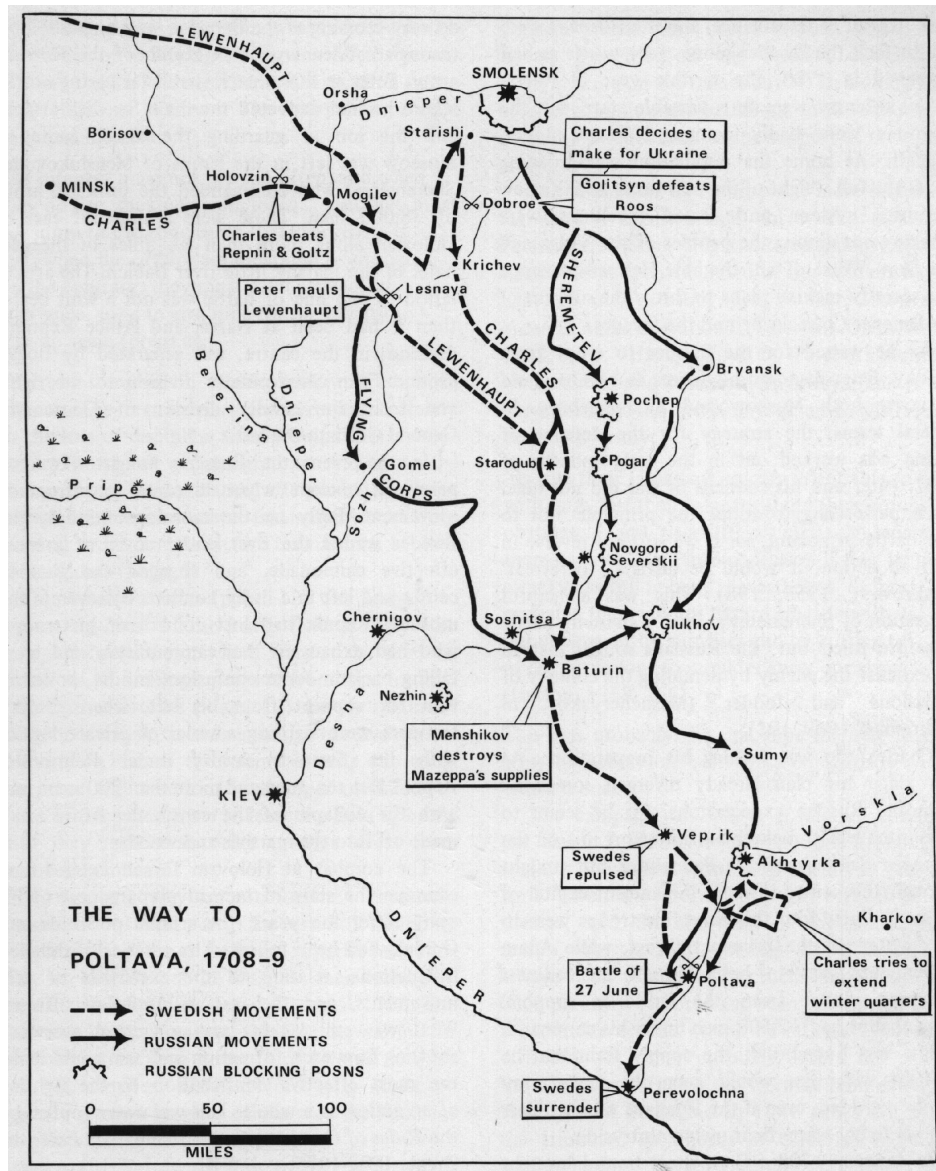 LEWENHAUPT
SMOLENSK
Orsha
Dnieper
Starishi
Borisov
Charles decides to
make for Ukraine
Holovzin
MINSK
Mogilev
Dobroe
Golitsyn defeats
Roos
CHARLES
Charles beats
Repnin & Goltz
Krichev
Peter mauls
Lewenhaupt
Lesnaya
SHEREMETEV
CHARLES
LEWENHAUPT
Bryansk
Berezina
Dnieper
FLYING
CORPS
Pochep
Gomel
Starodub
Pogar
Pripet
Sozh
Novgorod
Severskii
Sosnitsa
Chernigov
Glukhov
Baturin
Nezhin
Desna
Menshikov
destroys
Mazeppa's supplies
Sumy
KIEV
Vorskla
Veprik
Akhtyrka
Swedes
repulsed
Kharkov
DNEPER
Battle of
27 June
Poltava
Charles tries to
extend
winter quarters
Swedes
surrender
Perevolochna
THE WAY TO
POLTAVA, 1708-9
SWEDISH MOVEMENTS
RUSSIAN MOVEMENTS
RUSSIAN BLOCKING POSNS
0 50 100
MILES